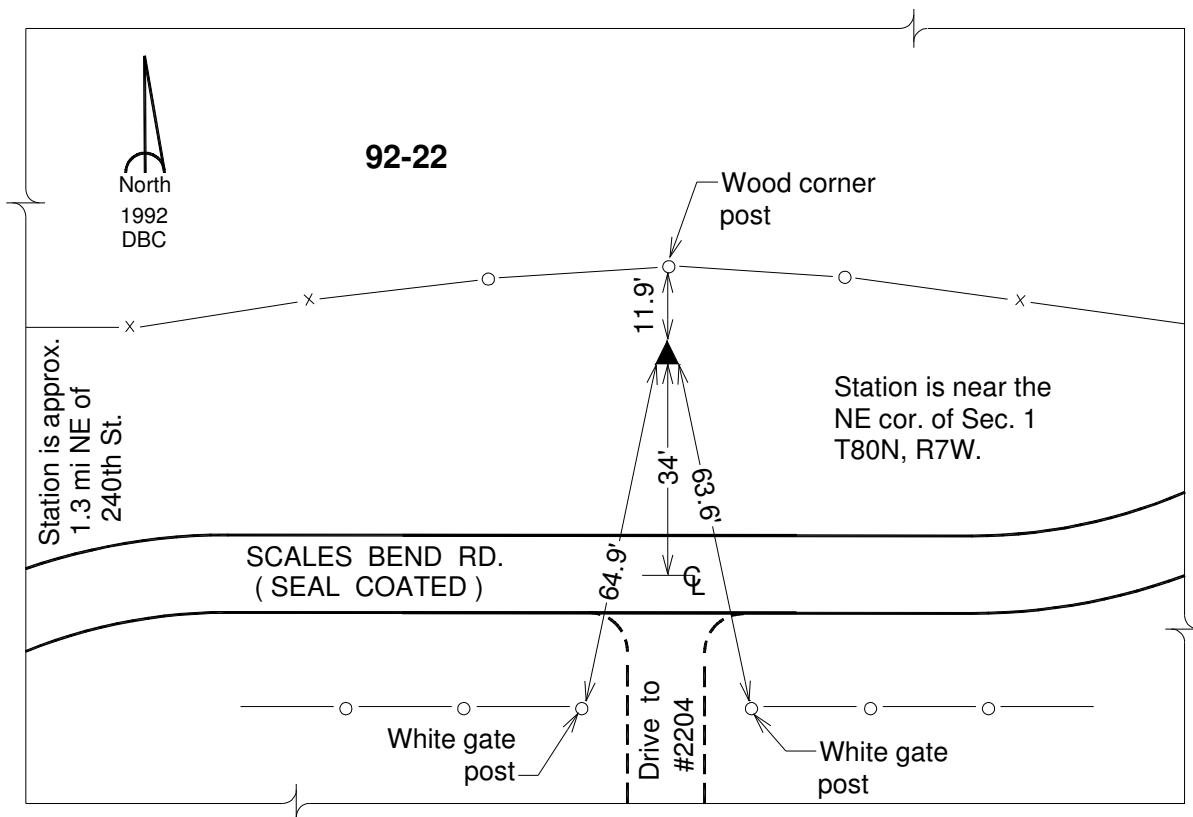 92-22
North
1992
DBC
Wood corner
post
11.9'
Station is approx.
1.3 mi NE of
240th St.
Station is near the
NE cor. of Sec. 1
T80N, R7W.
34'
63.6'
64.9'
SCALES BEND RD.
( SEAL COATED )
CL
Drive to
#2204
White gate
post
White gate
post